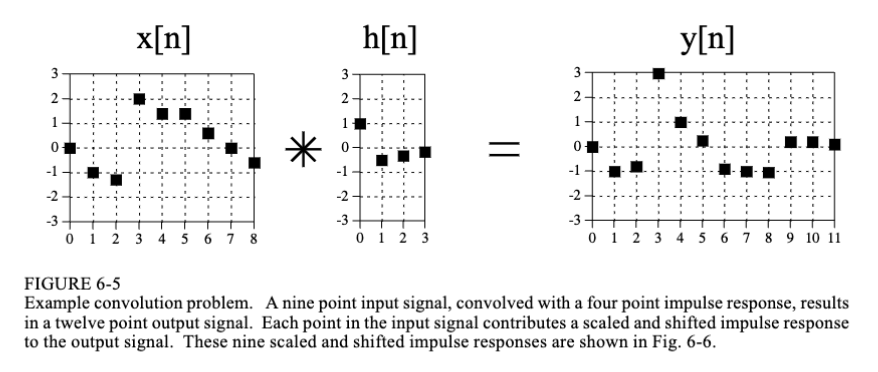 x[n] h[n] y[n]
3 3 3
2 2 2
1 1 1
0 0 0
-1 -1 -1
-2 -2 -2
-3 -3 -3
0 1 2 3 4 5 6 7 8 0 1 2 3 0 1 2 3 4 5 6 7 8 9 10 11
FIGURE 6-5
Example convolution problem. A nine point input signal, convolved with a four point impulse response, results
in a twelve point output signal. Each point in the input signal contributes a scaled and shifted impulse response
to the output signal. These nine scaled and shifted impulse responses are shown in Fig. 6-6.